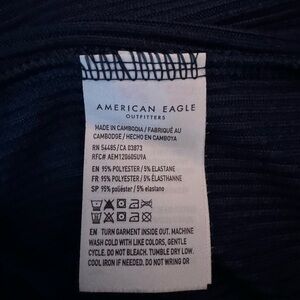 AMERICAN EAGLE
OUTFITTERS
MADE IN CAMBODIA / FABRIQUÉ AU
CAMBODGE / HECHO EN CAMBOYA
RN 54485/CA 03873
RFC# AEM120605U9A
EN 95% POLYESTER/5% ELASTANE
FR 95% POLYESTER/5% ÉLASTHANNE
SP 95% poliéster / 5% elastano
EN TURN GARMENT INSIDE OUT. MACHINE
WASH COLD WITH LIKE COLORS, GENTLE
CYCLE. DO NOT BLEACH. TUMBLE DRY LOW.
COOL IRON IF NEEDED. DO NOT WRING OR